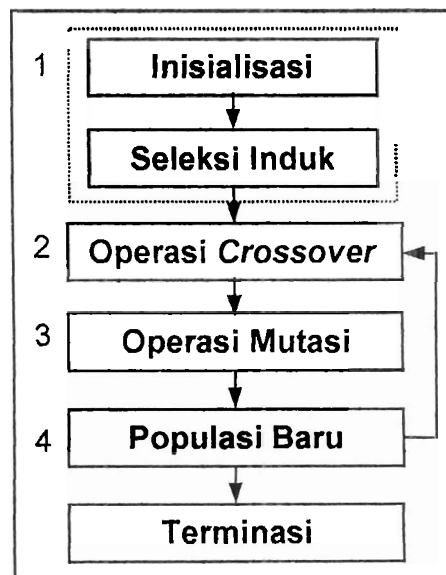 1 Inisialisasi
Seleksi Induk
2 Operasi Crossover
3 Operasi Mutasi
4 Populasi Baru
Terminasi